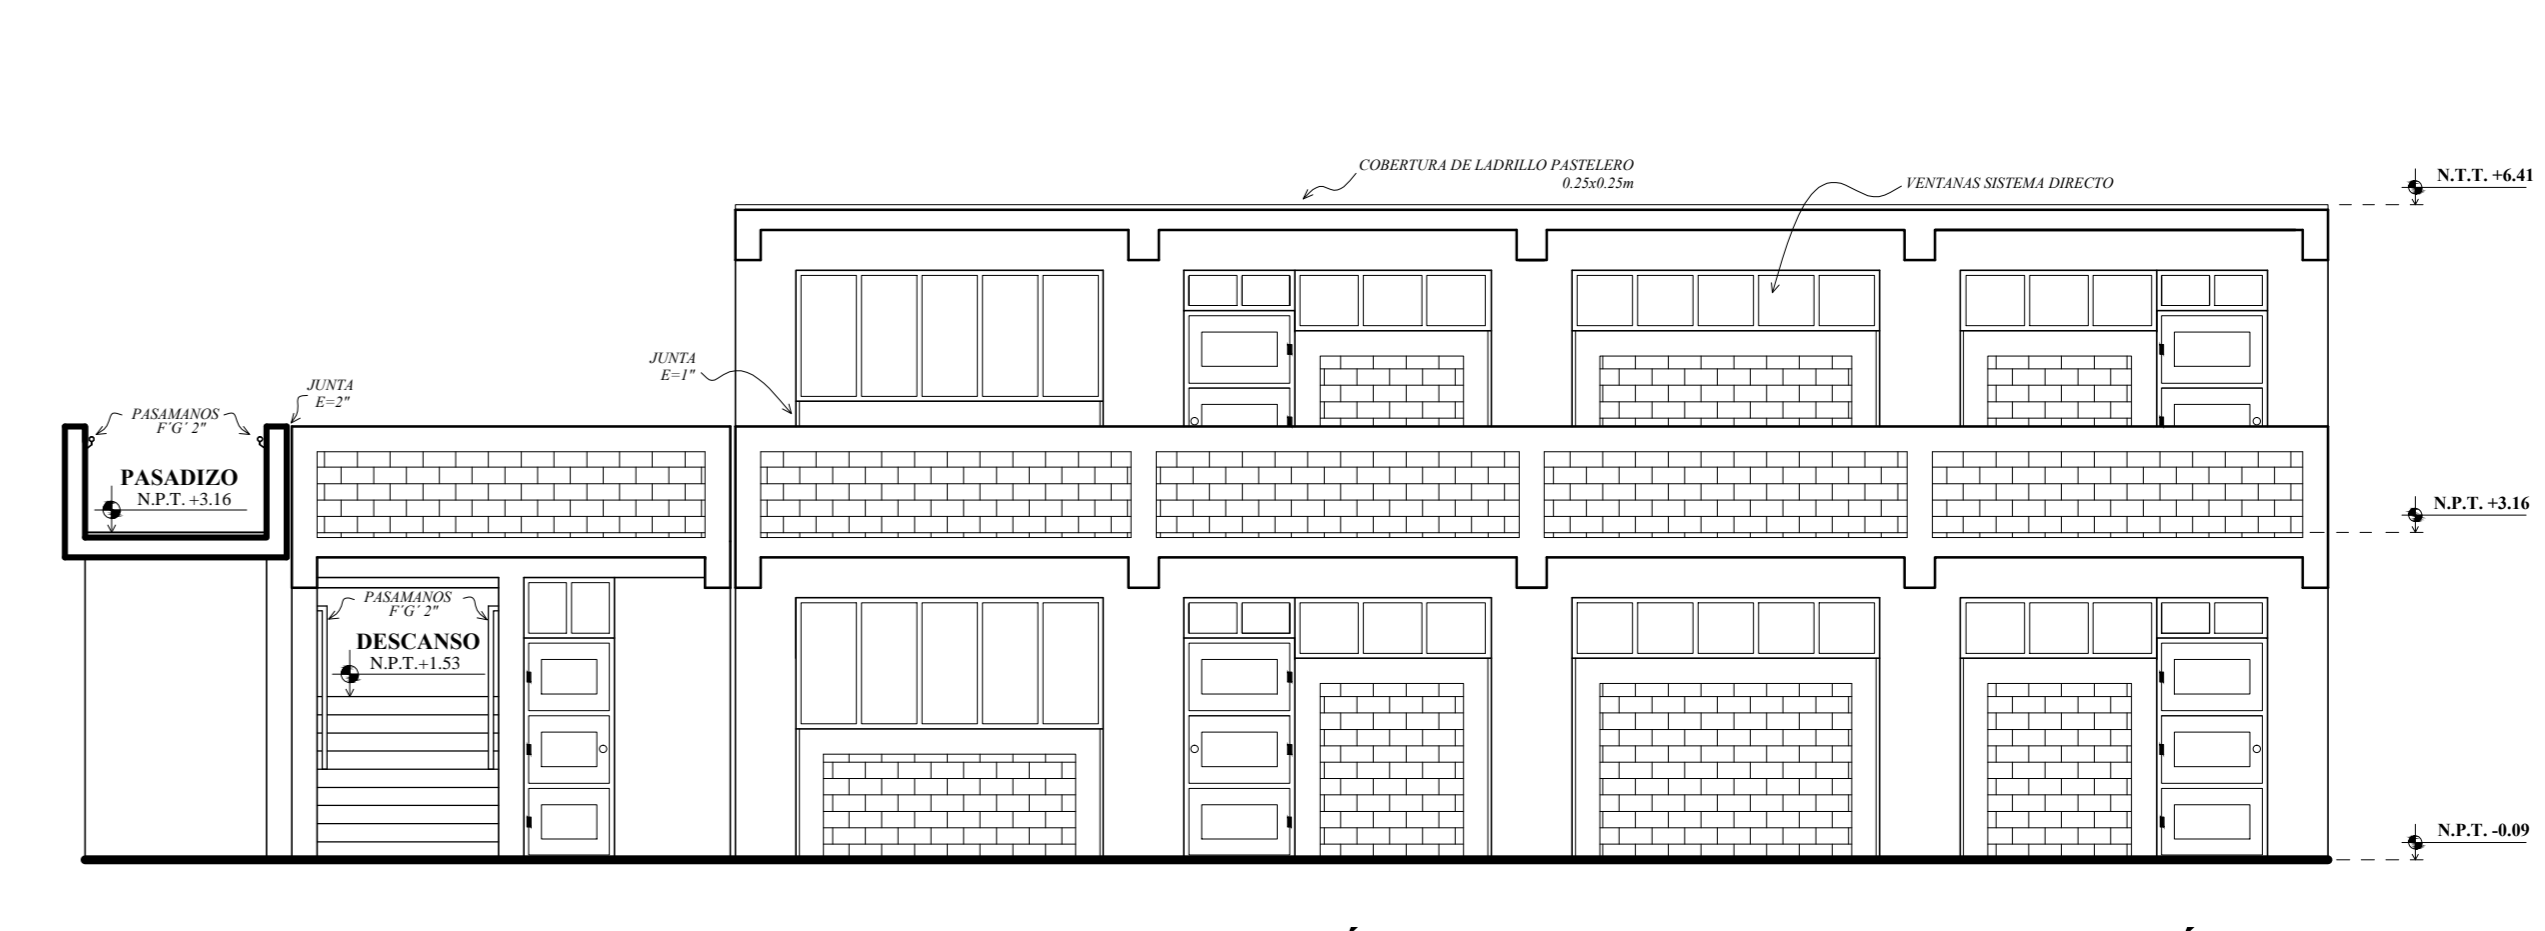 COBERTURA DE LADRILLO PASTELERO
0.25x0.25m
VENTANAS SISTEMA DIRECTO
N.T.T. +6.41
JUNTA
E=1"
JUNTA
E=2"
PASAMANOS
F´G´ 2"
PASADIZO
N.P.T. +3.16
N.P.T. +3.16
PASAMANOS
F´G´ 2"
DESCANSO
N.P.T.+1.53
N.P.T. -0.09